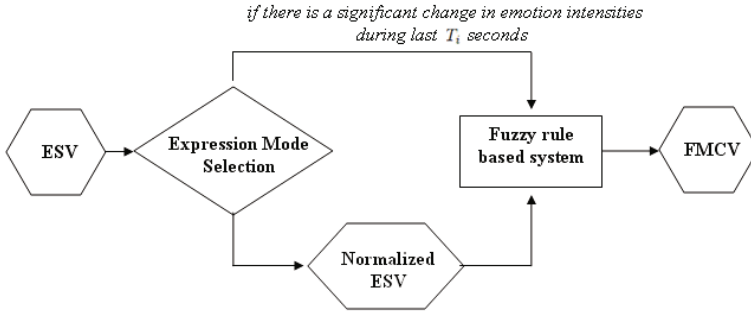 if there is a significant change in emotion intensities
during last T_i seconds
ESV
Expression Mode
Selection
Fuzzy rule
based system
FMCV
Normalized
ESV